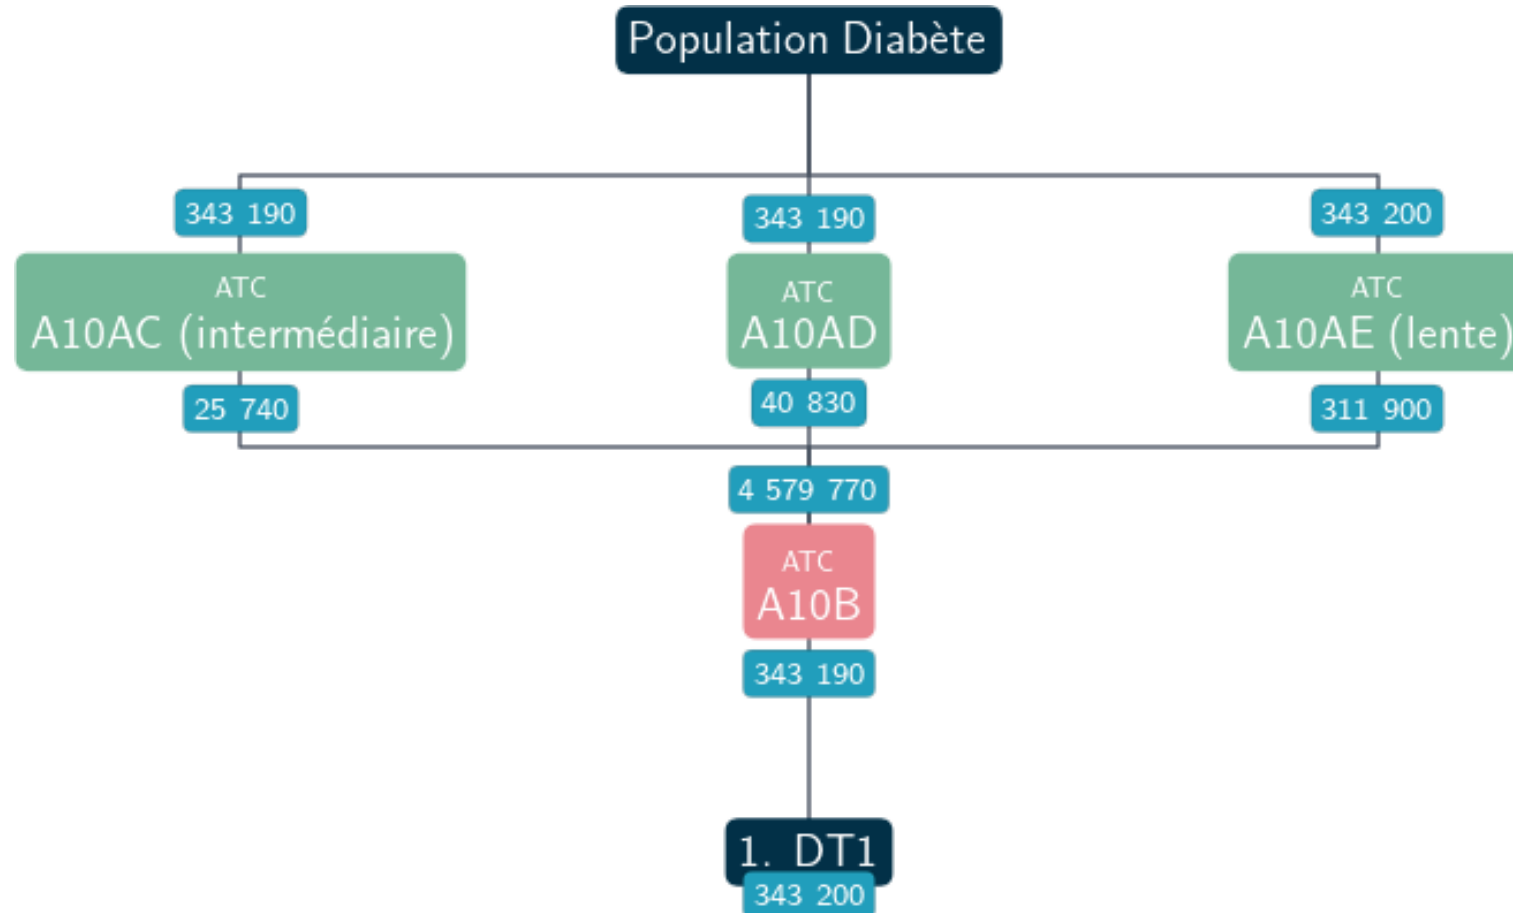 Population Diabète
343 190
343 190
343 200
ATC
A10AC (intermédiaire)
ATC
A10AD
ATC
A10AE (lente)
25 740
40 830
311 900
4 579 770
ATC
A10B
343 190
1. DT1
343 200